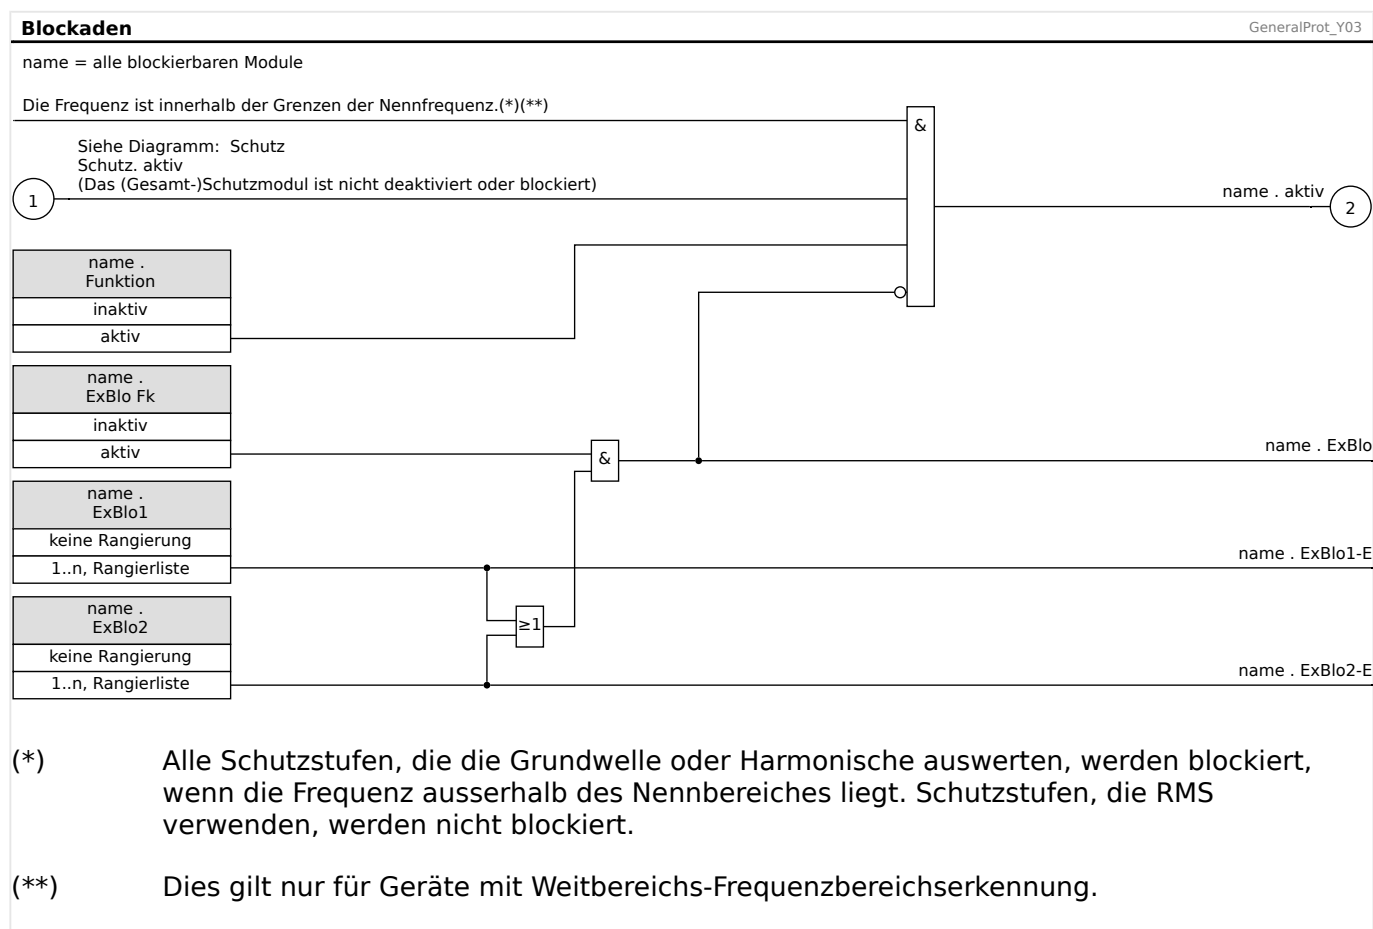 Blockaden
GeneralProt_Y03
name = alle blockierbaren Module
Die Frequenz ist innerhalb der Grenzen der Nennfrequenz.(*)(**)
&
Siehe Diagramm: Schutz
Schutz. aktiv
(Das (Gesamt-)Schutzmodul ist nicht deaktiviert oder blockiert)
1
name . aktiv
2
name .
Funktion
inaktiv
aktiv
name .
ExBlo Fk
inaktiv
aktiv
&
name . ExBlo
name .
ExBlo1
keine Rangierung
1..n, Rangierliste
name . ExBlo1-E
name .
ExBlo2
≥1
keine Rangierung
1..n, Rangierliste
name . ExBlo2-E
(*) Alle Schutzstufen, die die Grundwelle oder Harmonische auswerten, werden blockiert,
wenn die Frequenz ausserhalb des Nennbereiches liegt. Schutzstufen, die RMS
verwenden, werden nicht blockiert.
(**) Dies gilt nur für Geräte mit Weitbereichs-Frequenzbereichserkennung.